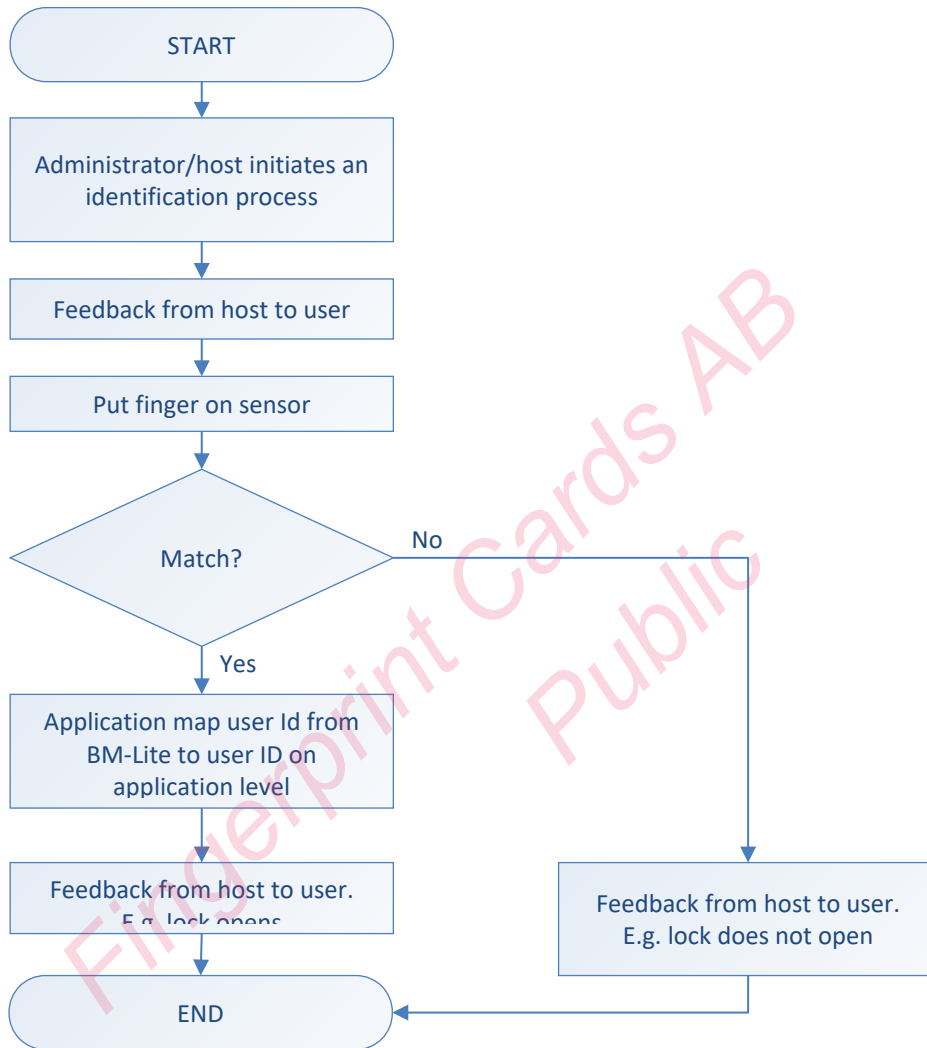 START
Administrator/host initiates an
identification process
Feedback from host to user
Put finger on sensor
Match?
No
Yes
Application map user Id from
BM-Lite to user ID on
application level
Feedback from host to user.
E.g. lock opens
Feedback from host to user.
E.g. lock does not open
END
Fingerprint Cards AB
Public